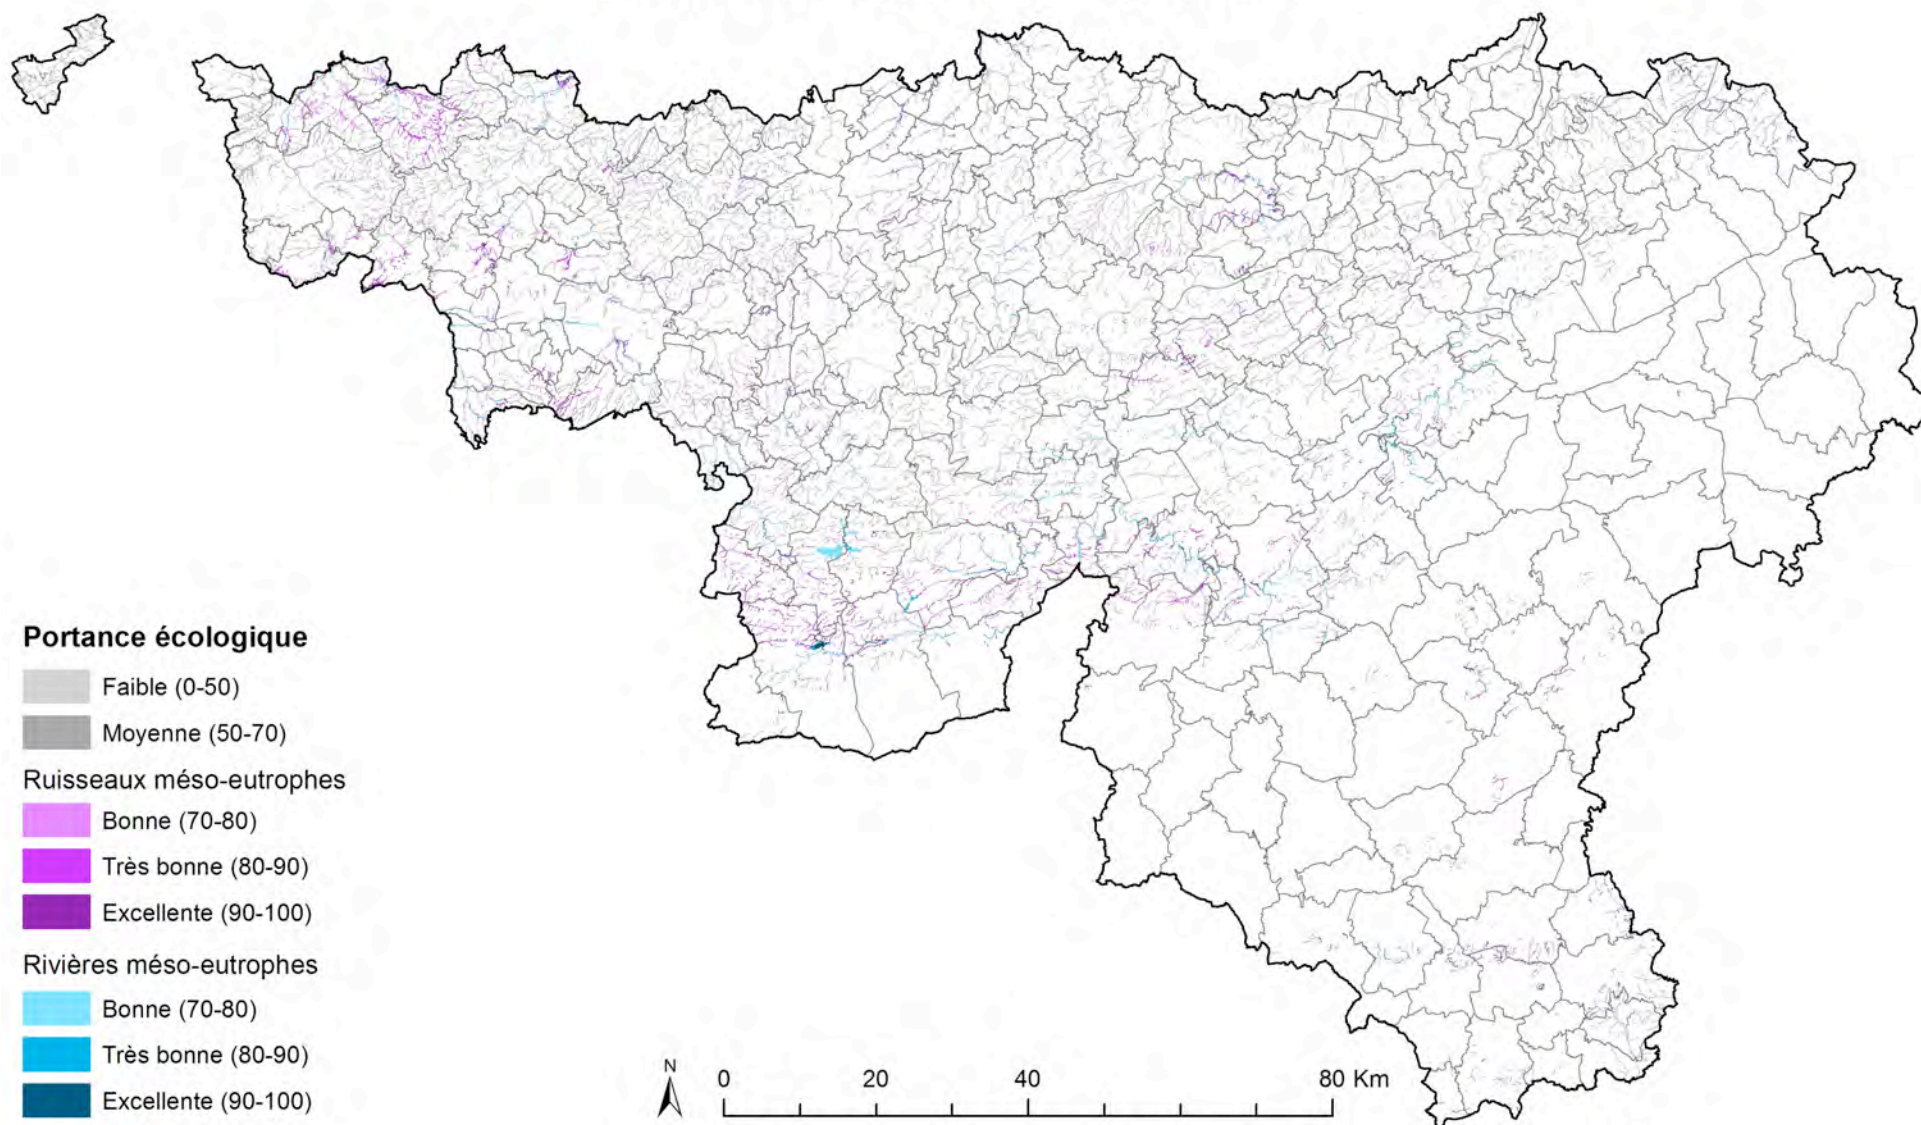 Portance écologique
Faible (0-50)
Moyenne (50-70)
Ruisseaux méso-eutrophes
Bonne (70-80)
Très bonne (80-90)
Excellente (90-100)
Rivières méso-eutrophes
Bonne (70-80)
Très bonne (80-90)
Excellente (90-100)
N
0 20 40 80 Km